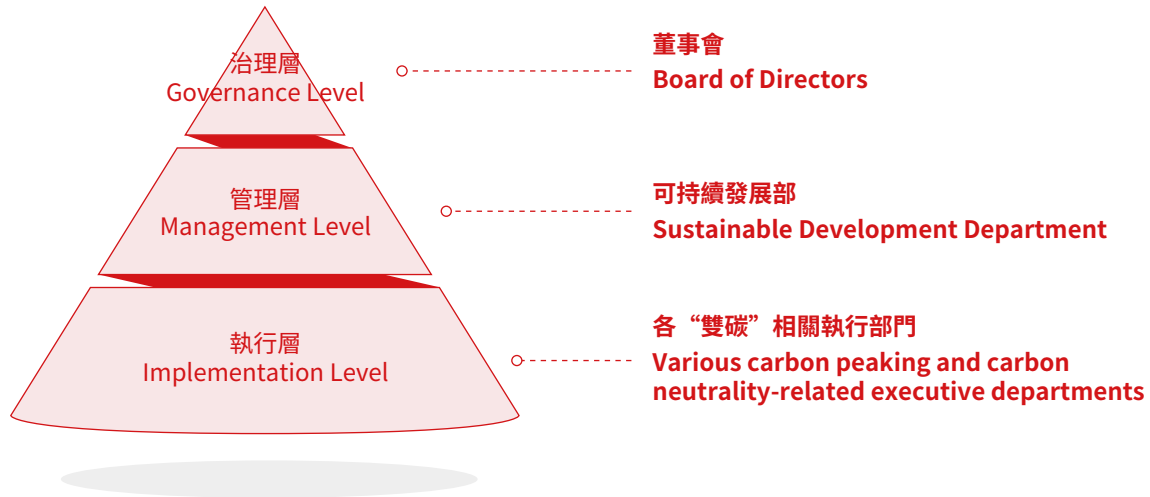 治理層
Governance Level
董事會
Board of Directors
管理層
Management Level
可持續發展部
Sustainable Development Department
執行層
Implementation Level
各“雙碳”相關執行部門
Various carbon peaking and carbon
neutrality-related executive departments